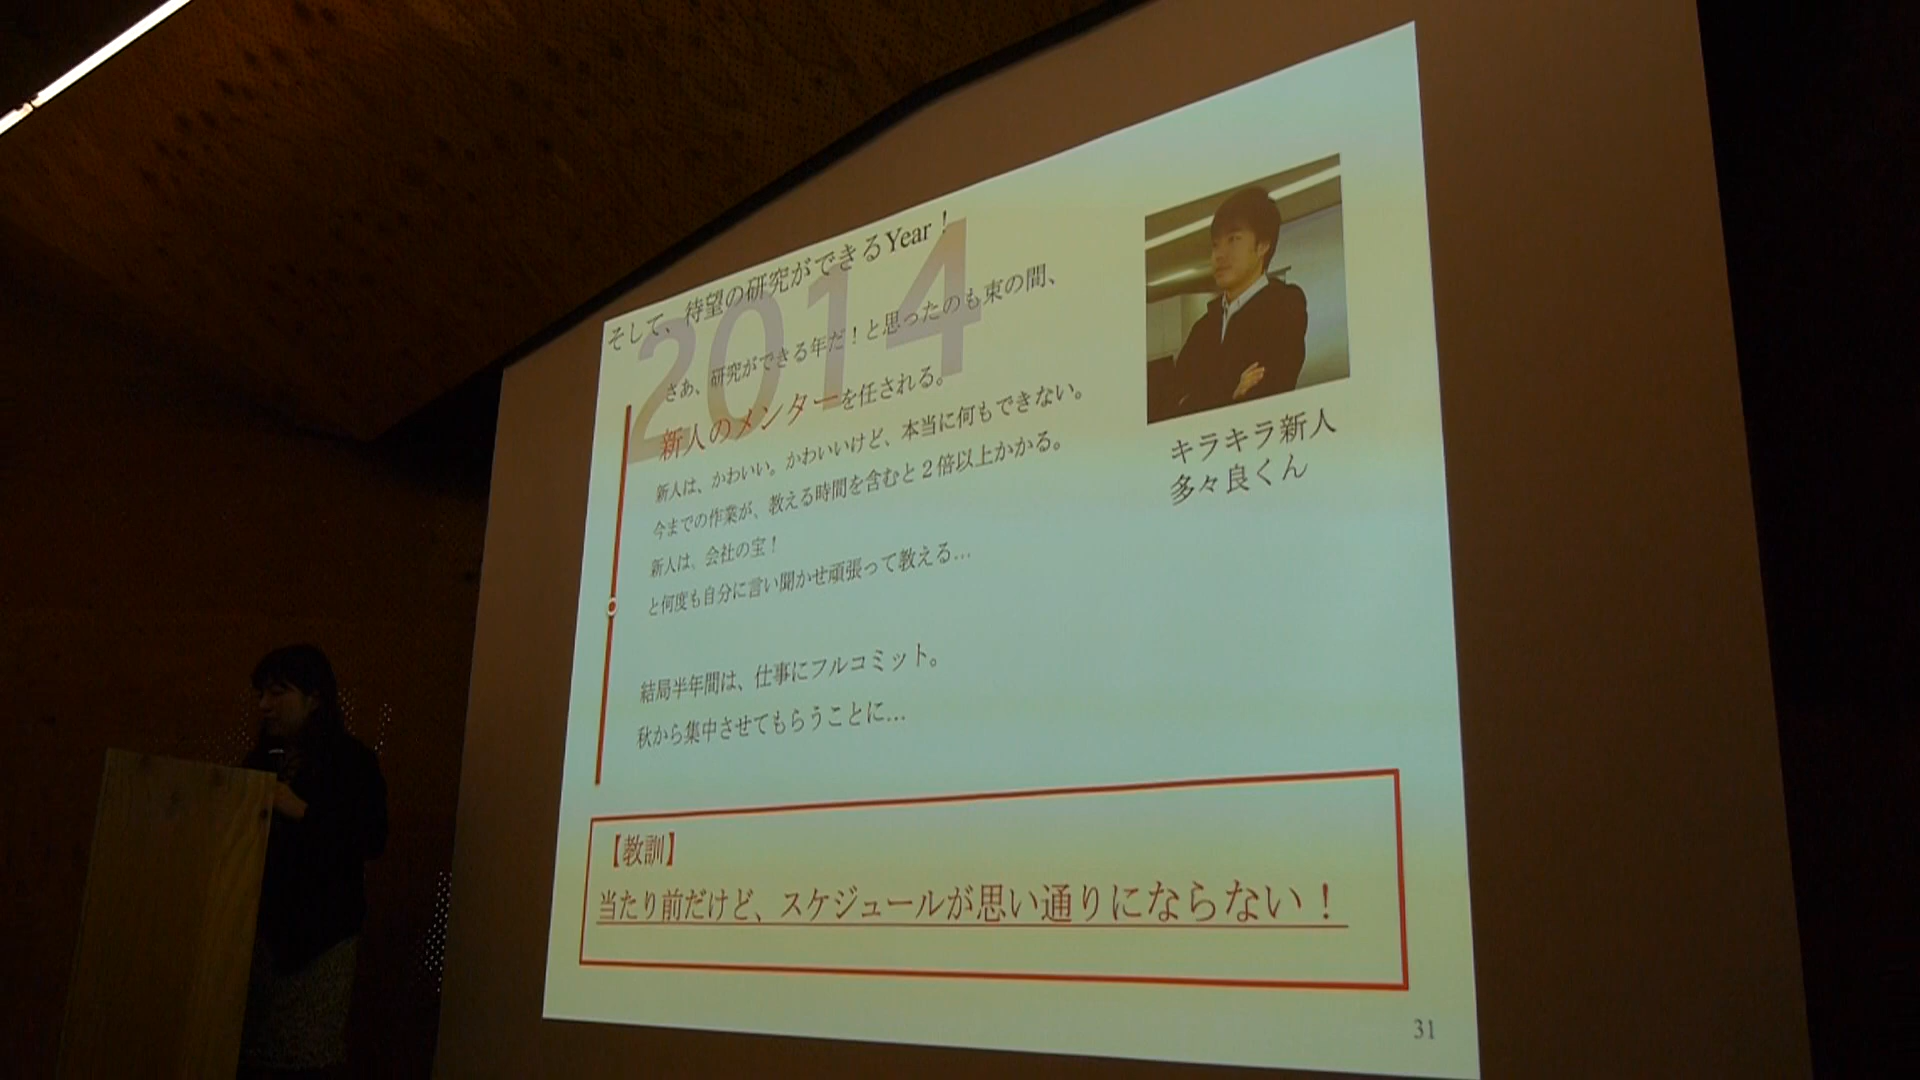 そして、待望の研究ができるYear！
2014
さあ、研究ができる年だ！と思ったのも束の間、
新人のメンターを任される。
新人は、かわいい。かわいいけど、本当に何もできない。
今までの作業が、教える時間を含むと２倍以上かかる。
新人は、会社の宝！
と何度も自分に言い聞かせ頑張って教える…
結局半年間は、仕事にフルコミット。
秋から集中させてもらうことに…
キラキラ新人
多々良くん
【教訓】
当たり前だけど、スケジュールが思い通りにならない！
31